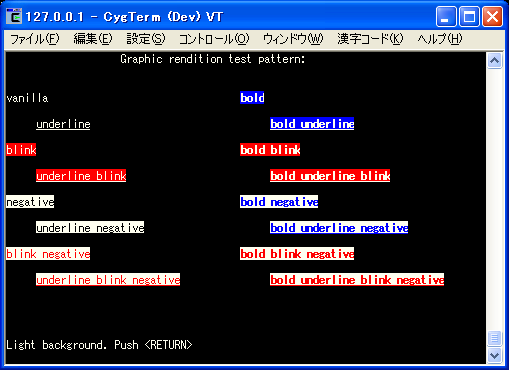 127.0.0.1 - CygTerm (Dev) VT
ファイル(F) 編集(E) 設定(S) コントロール(O) ウィンドウ(W) 漢字コード(K) ヘルプ(H)
Graphic rendition test pattern:
vanilla bold
underline bold underline
blink bold blink
underline blink bold underline blink
negative bold negative
underline negative bold underline negative
blink negative bold blink negative
underline blink negative bold underline blink negative
Light background. Push <RETURN>